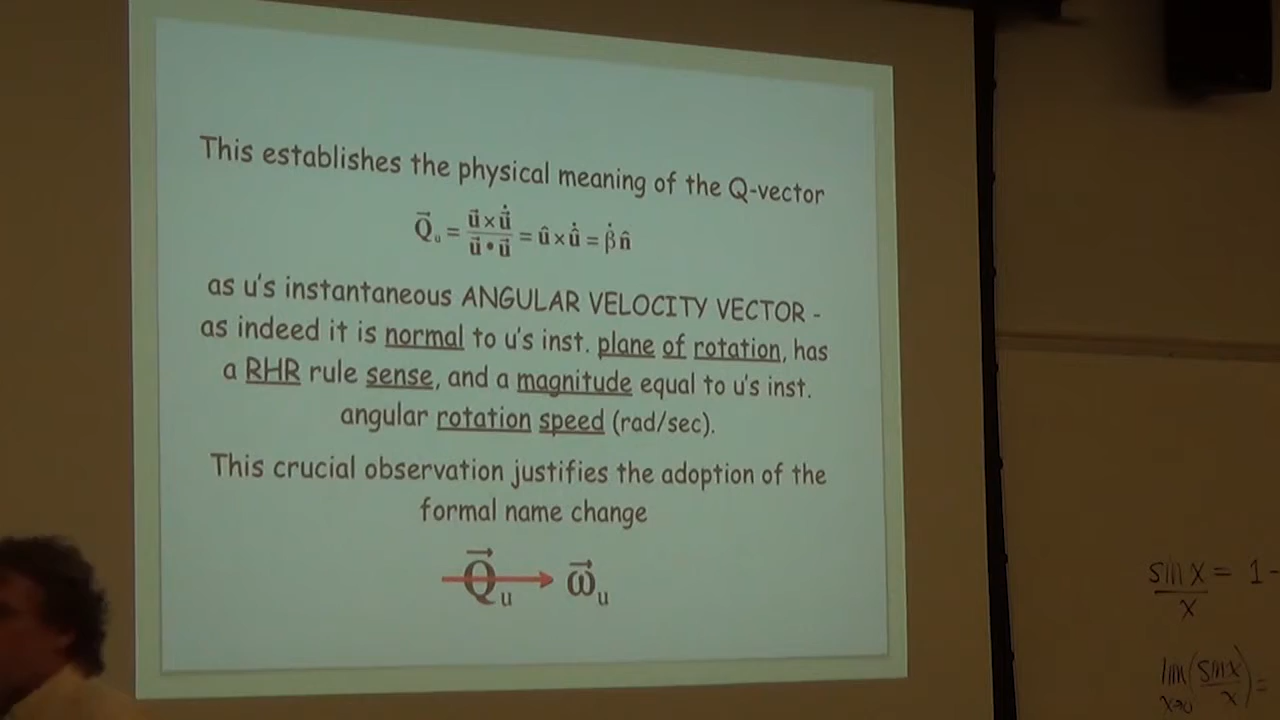 This establishes the physical meaning of the Q-vector
Q⃗ᵤ = (u⃗ × u⃗̇)/(u⃗ • u⃗) = û × û̇ = β̇n̂
as u's instantaneous ANGULAR VELOCITY VECTOR -
as indeed it is normal to u's inst. plane of rotation, has
a RHR rule sense, and a magnitude equal to u's inst.
angular rotation speed (rad/sec).
This crucial observation justifies the adoption of the
formal name change
Q⃗ᵤ → ω⃗ᵤ
sin x / x = 1 -
lim x→0 (sin x / x) =